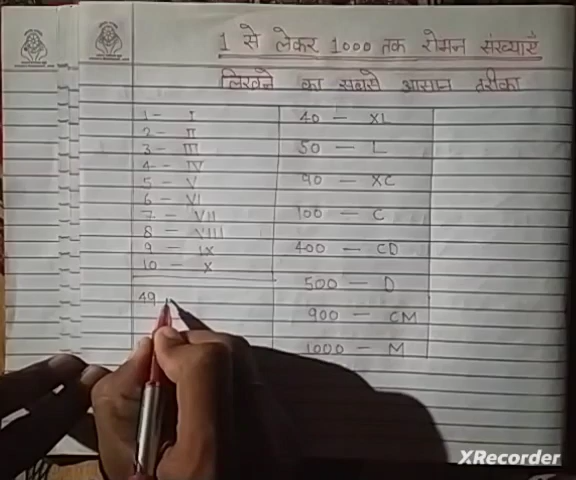 1 से लेकर 1000 तक रोमन संख्याएँ
लिखने का सबसे आसान तरीका
1 - I
2 - II
3 - III
4 - IV
5 - V
6 - VI
7 - VII
8 - VIII
9 - IX
10 - X
49
40 - XL
50 - L
90 - XC
100 - C
400 - CD
500 - D
900 - CM
1000 - M
XRecorder